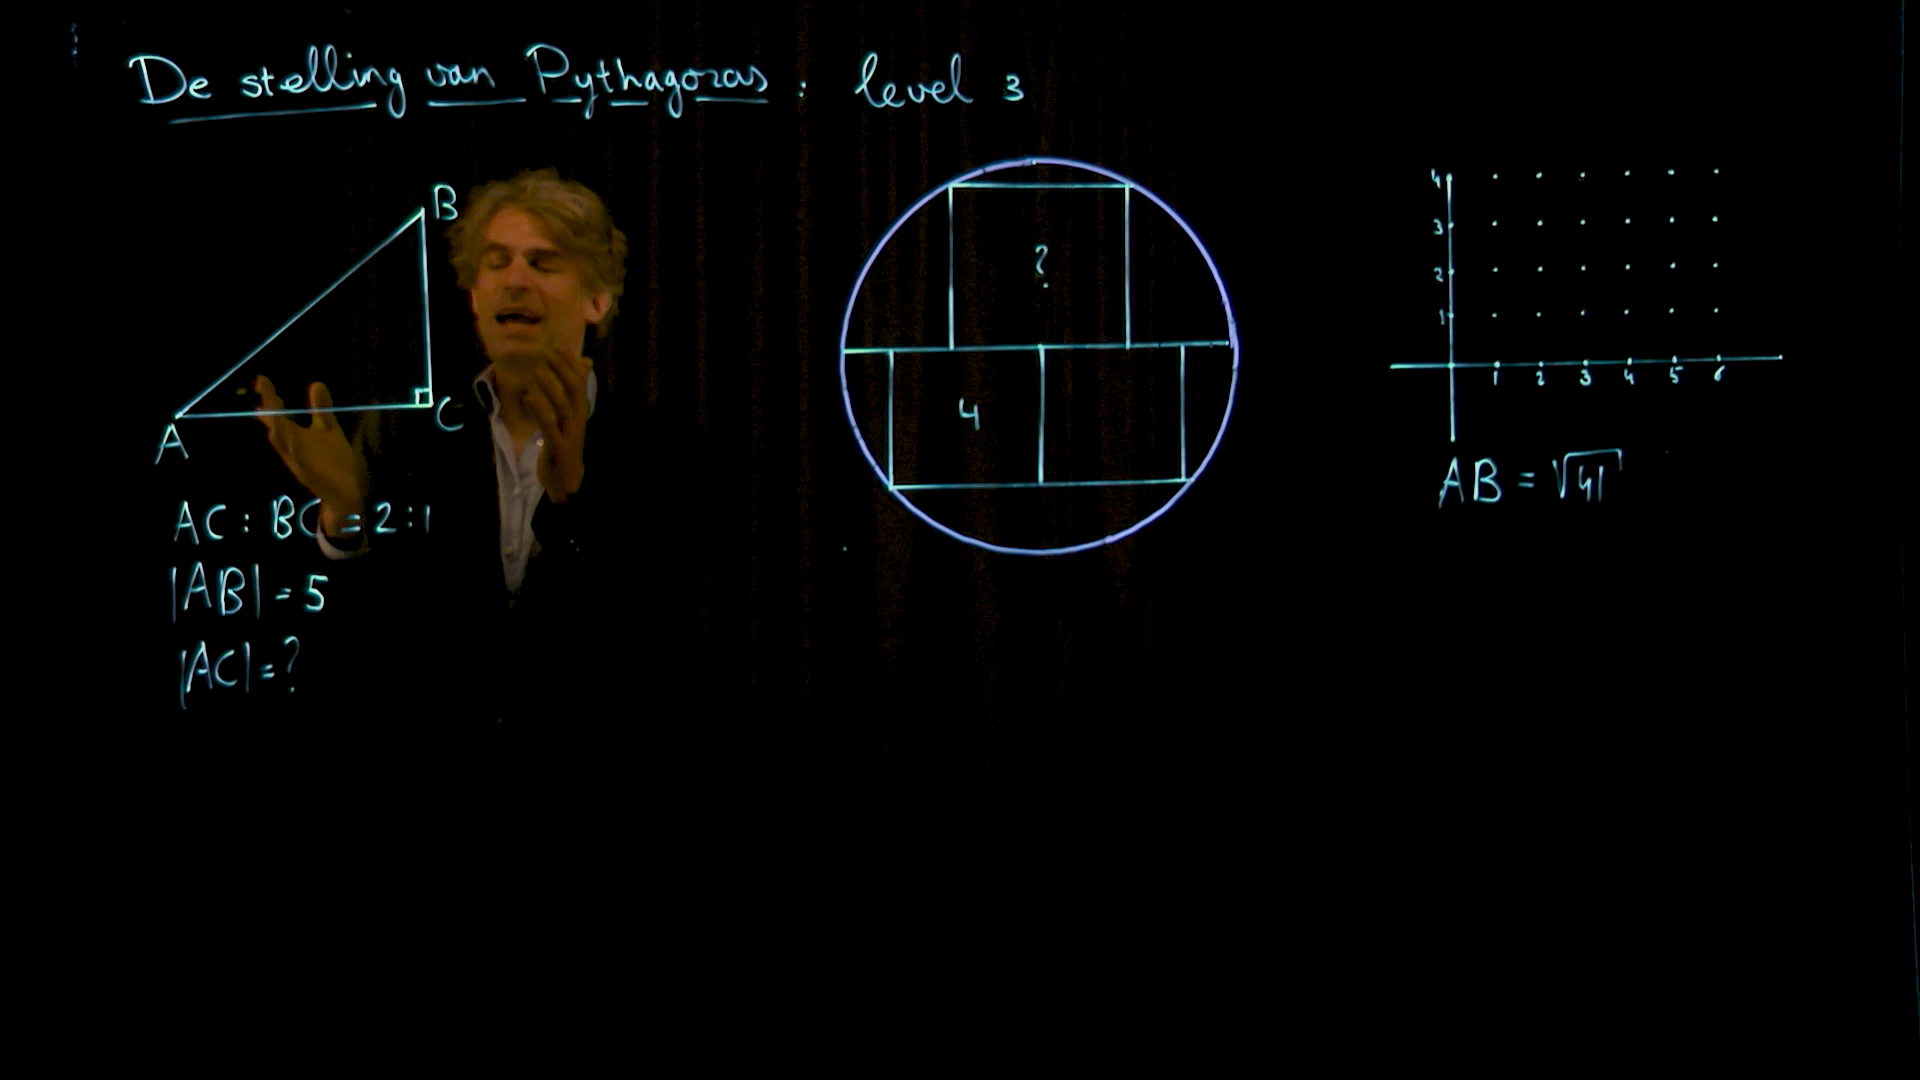 De stelling van Pythagoras : level 3
B
A
C
AC : BC = 2 : 1
|AB| = 5
|AC| = ?
?
4
4
3
2
1
1 2 3 4 5 6
AB = √41